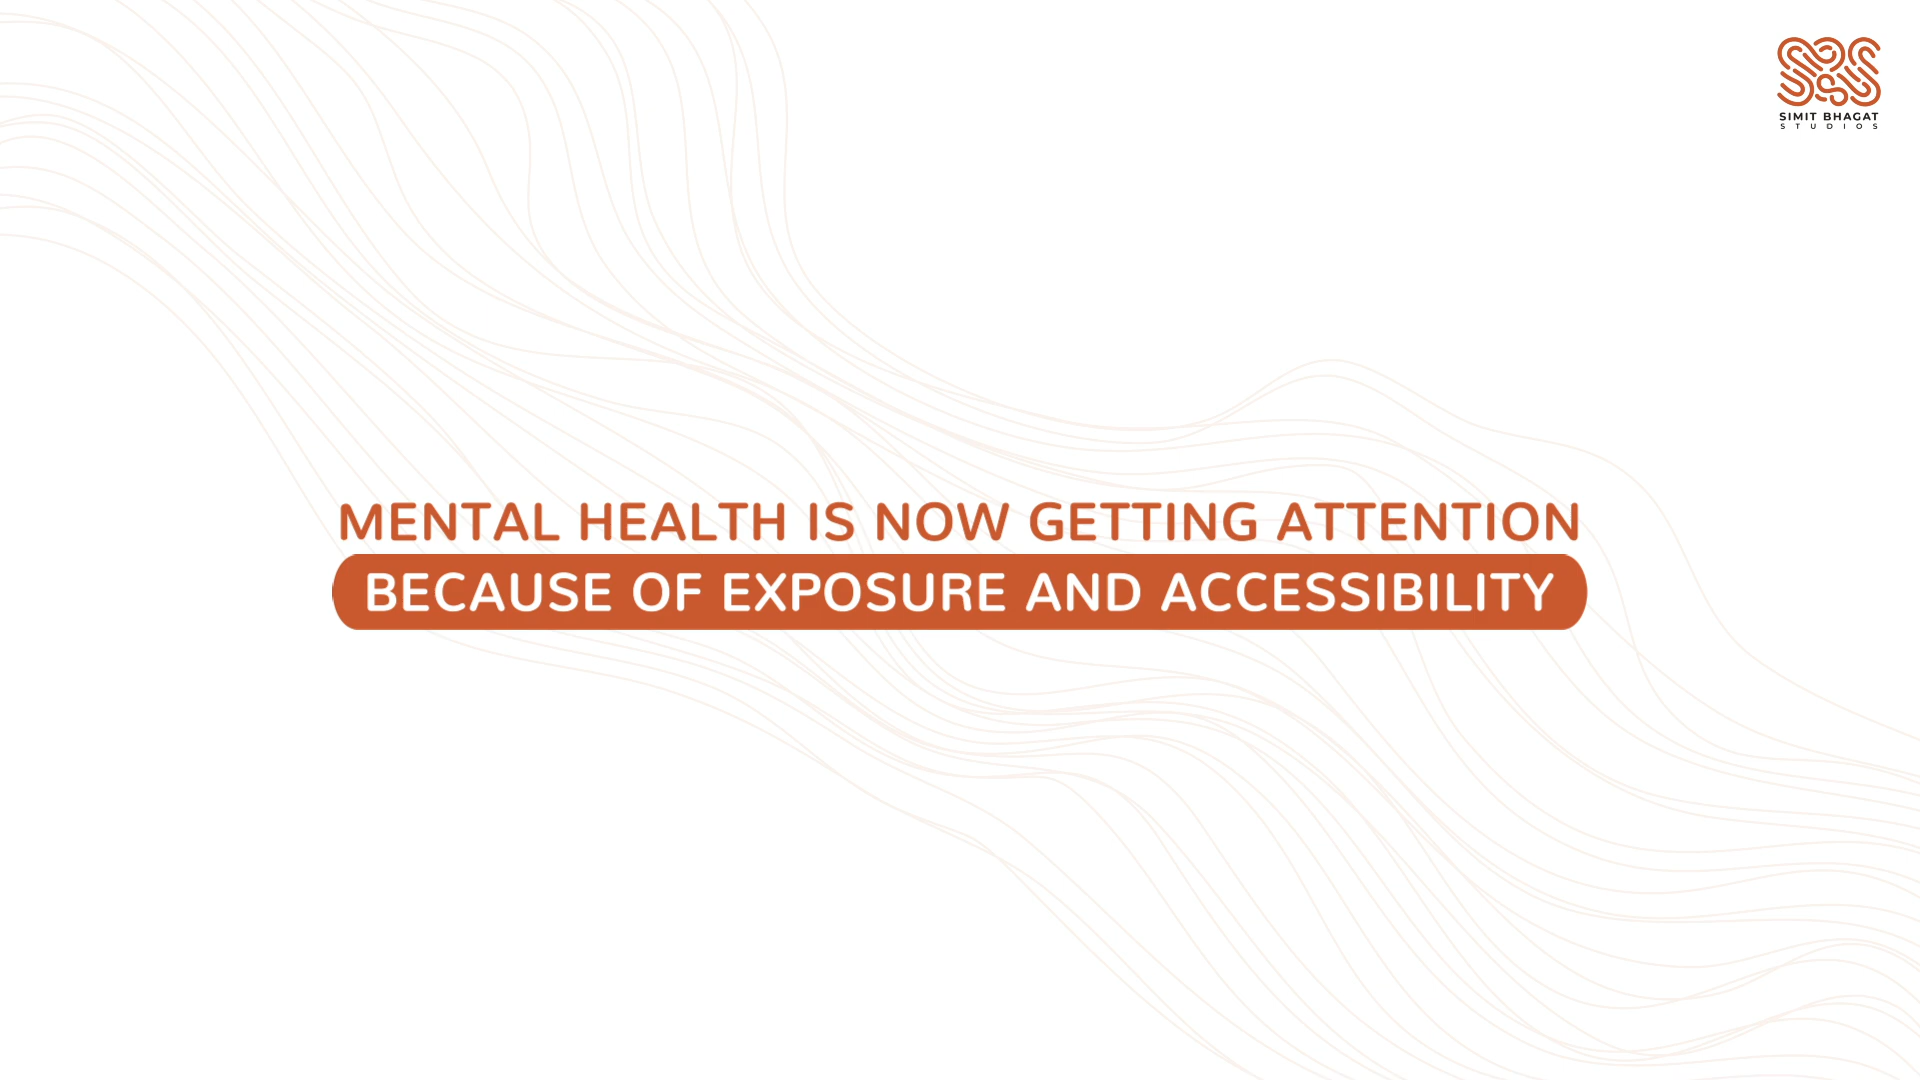 SIMIT BHAGAT
STUDIOS
MENTAL HEALTH IS NOW GETTING ATTENTION
BECAUSE OF EXPOSURE AND ACCESSIBILITY